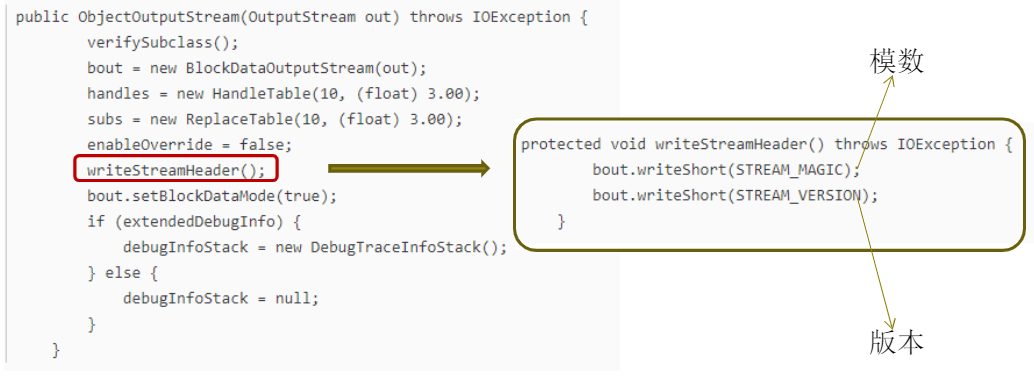 public ObjectOutputStream(OutputStream out) throws IOException {
verifySubclass();
bout = new BlockDataOutputStream(out);
handles = new HandleTable(10, (float) 3.00);
subs = new ReplaceTable(10, (float) 3.00);
enableOverride = false;
writeStreamHeader();
bout.setBlockDataMode(true);
if (extendedDebugInfo) {
debugInfoStack = new DebugTraceInfoStack();
} else {
debugInfoStack = null;
}
}
模数
protected void writeStreamHeader() throws IOException {
bout.writeShort(STREAM_MAGIC);
bout.writeShort(STREAM_VERSION);
}
版本